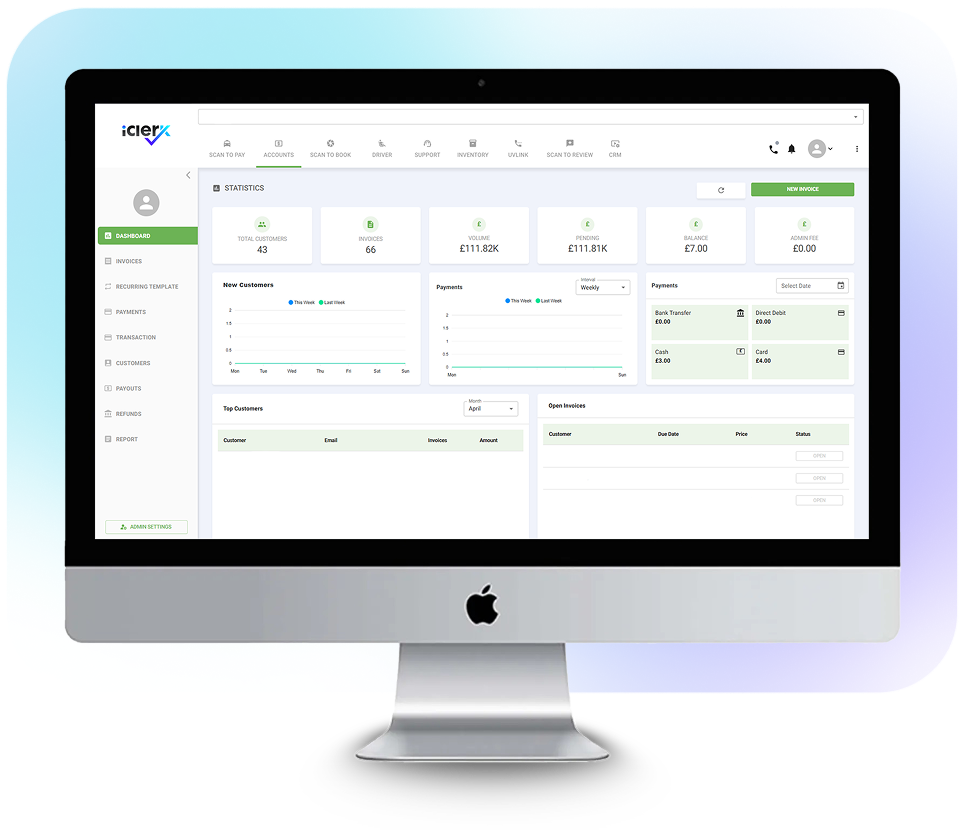 iclerx
SCAN TO PAY ACCOUNTS SCAN TO BOOK DRIVER SUPPORT INVENTORY UVLINK SCAN TO REVIEW CRM
STATISTICS
NEW INVOICE
DASHBOARD
INVOICES
RECURRING TEMPLATE
PAYMENTS
TRANSACTION
CUSTOMERS
PAYOUTS
REFUNDS
REPORT
ADMIN SETTINGS
TOTAL CUSTOMERS
43
INVOICES
66
£
VOLUME
£111.82K
£
PENDING
£111.81K
£
BALANCE
£7.00
£
ADMIN FEE
£0.00
New Customers
This Week Last Week
2
1.5
1
0.5
0
Mon Tue Wed Thu Fri Sat Sun
Payments
Interval
Weekly
This Week Last Week
2
1.5
1
0.5
0
Mon Sun
Payments
Select Date
Bank Transfer
£0.00
Direct Debit
£0.00
Cash
£3.00
Card
£4.00
Top Customers
Month
April
Customer Email Invoices Amount
Open Invoices
Customer Due Date Price Status
OPEN
OPEN
OPEN